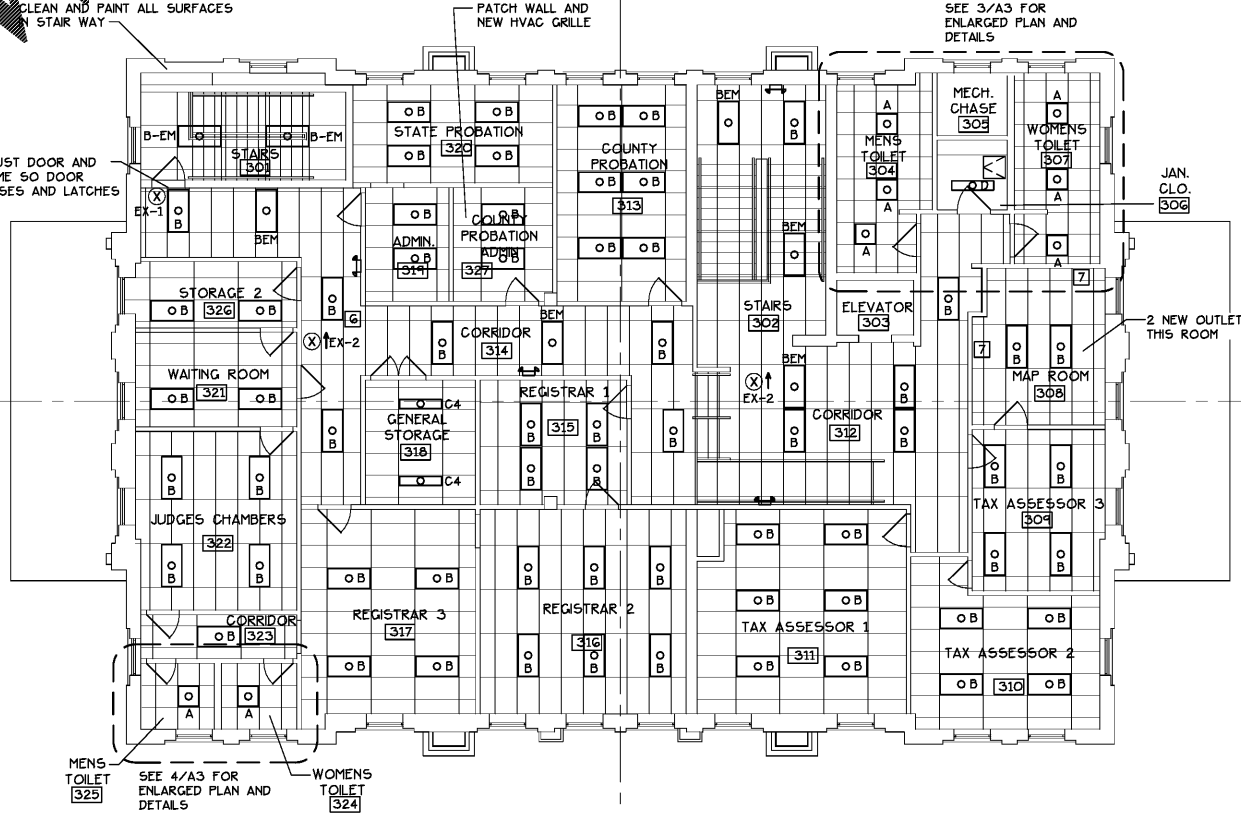 CLEAN AND PAINT ALL SURFACES
IN STAIR WAY
PATCH WALL AND
NEW HVAC GRILLE
SEE 3/A3 FOR
ENLARGED PLAN AND
DETAILS
B-EM
B-EM
STAIRS
301
UST DOOR AND
ME SO DOOR
SES AND LATCHES
X
EX-1
B
BEM
B
B
STATE PROBATION
320
B
B
B
B
COUNTY
PROBATION
B
B
313
B
B
BEM
B
BEM
A
MENS
TOILET
304
A
A
MECH.
CHASE
305
D
A
WOMENS
TOILET
307
A
A
JAN.
CLO.
306
B
ADMIN.
B
319
B
COUNTY
PROBATION
ADMIN
B
327
7
STORAGE 2
B
326
B
B
6
X
EX-2
CORRIDOR
314
B
BEM
B
STAIRS
302
ELEVATOR
303
B
2 NEW OUTLET
THIS ROOM
7
B
B
MAP ROOM
308
WAITING ROOM
B
321
B
B
GENERAL
STORAGE
318
C4
C4
REGISTRAR 1
315
B
B
B
B
B
BEM
X
EX-2
B
CORRIDOR
312
B
B
JUDGES CHAMBERS
322
B
B
B
B
TAX ASSESSOR 3
309
B
B
B
B
CORRIDOR
B
323
REGISTRAR 3
317
B
B
B
B
REGISTRAR 2
316
B
B
B
B
B
B
TAX ASSESSOR 1
311
B
B
B
B
B
B
TAX ASSESSOR 2
310
B
B
B
B
A
A
MENS
TOILET
325
SEE 4/A3 FOR
ENLARGED PLAN AND
DETAILS
WOMENS
TOILET
324